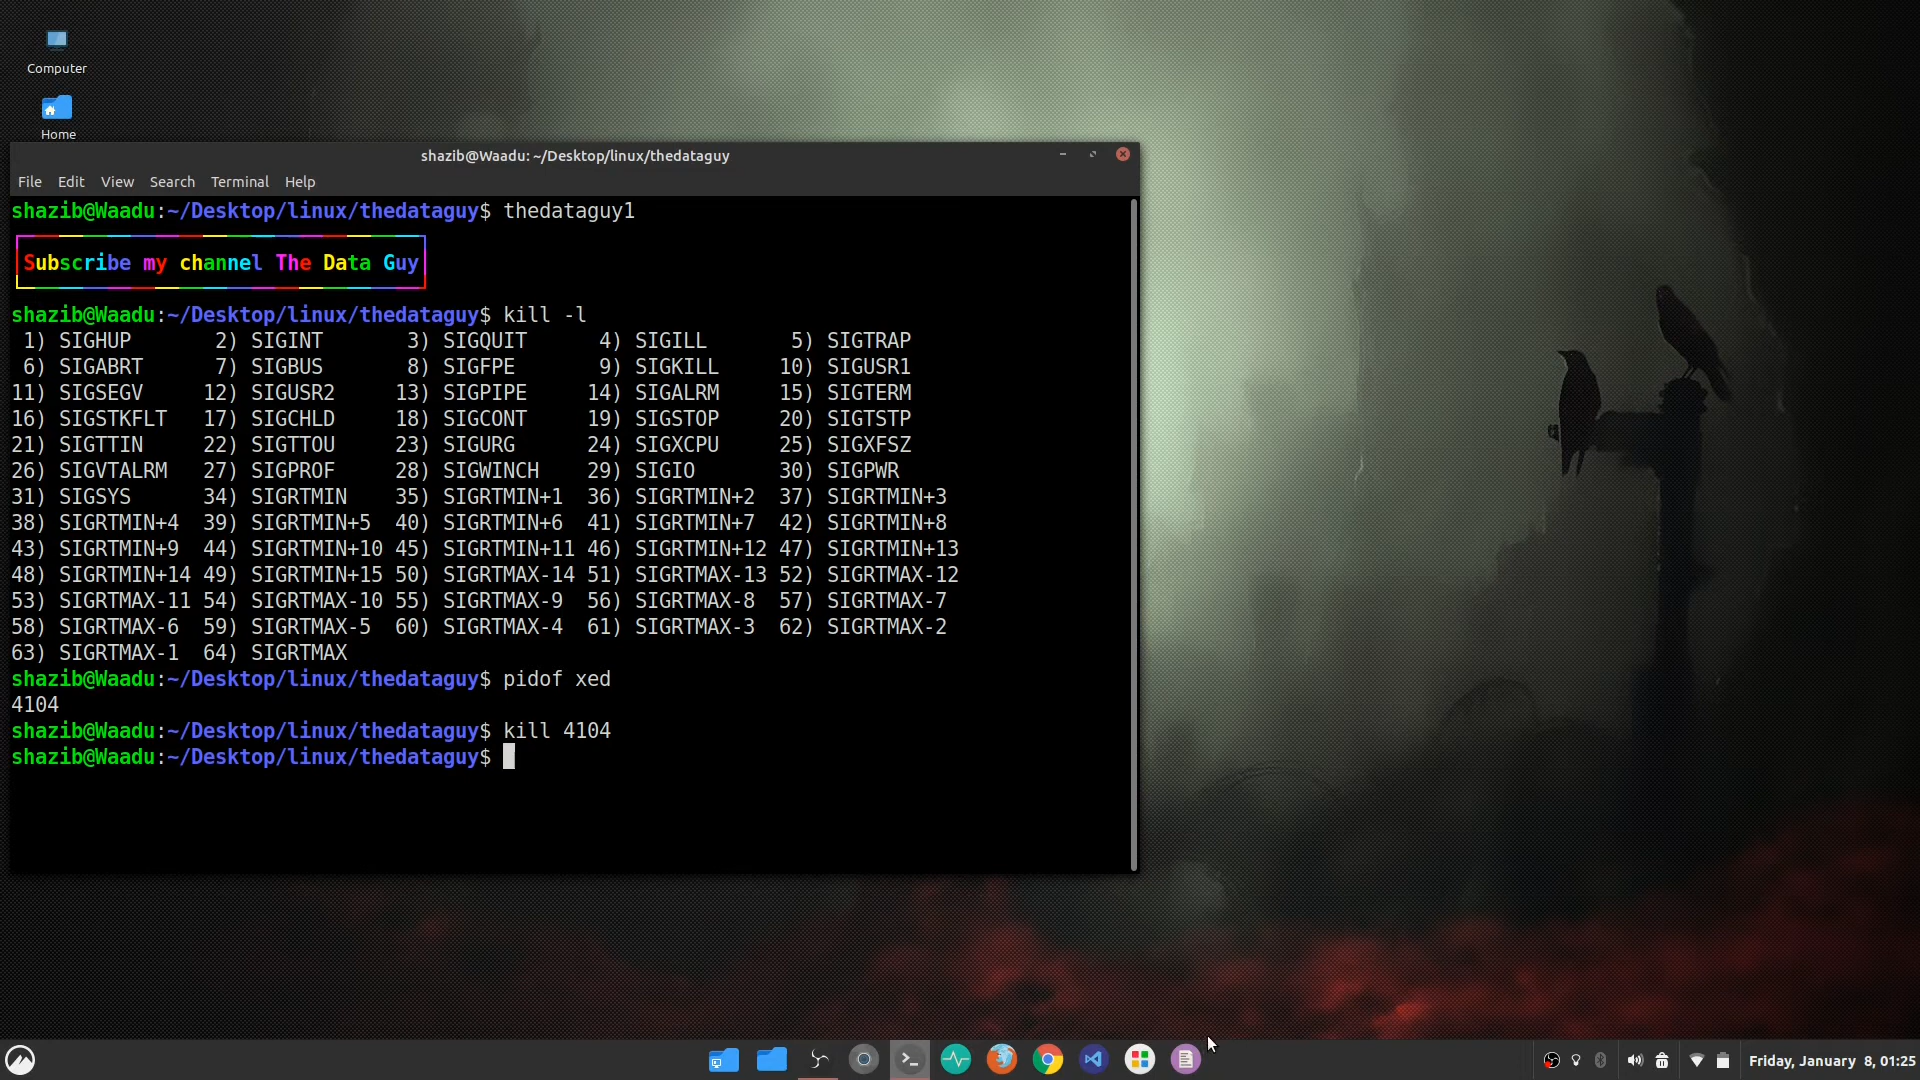 Computer
Home
shazib@Waadu: ~/Desktop/linux/thedataguy
File Edit View Search Terminal Help
shazib@Waadu:~/Desktop/linux/thedataguy$ thedataguy1
Subscribe my channel The Data Guy
shazib@Waadu:~/Desktop/linux/thedataguy$ kill -l
1) SIGHUP 2) SIGINT 3) SIGQUIT 4) SIGILL 5) SIGTRAP
6) SIGABRT 7) SIGBUS 8) SIGFPE 9) SIGKILL 10) SIGUSR1
11) SIGSEGV 12) SIGUSR2 13) SIGPIPE 14) SIGALRM 15) SIGTERM
16) SIGSTKFLT 17) SIGCHLD 18) SIGCONT 19) SIGSTOP 20) SIGTSTP
21) SIGTTIN 22) SIGTTOU 23) SIGURG 24) SIGXCPU 25) SIGXFSZ
26) SIGVTALRM 27) SIGPROF 28) SIGWINCH 29) SIGIO 30) SIGPWR
31) SIGSYS 34) SIGRTMIN 35) SIGRTMIN+1 36) SIGRTMIN+2 37) SIGRTMIN+3
38) SIGRTMIN+4 39) SIGRTMIN+5 40) SIGRTMIN+6 41) SIGRTMIN+7 42) SIGRTMIN+8
43) SIGRTMIN+9 44) SIGRTMIN+10 45) SIGRTMIN+11 46) SIGRTMIN+12 47) SIGRTMIN+13
48) SIGRTMIN+14 49) SIGRTMIN+15 50) SIGRTMAX-14 51) SIGRTMAX-13 52) SIGRTMAX-12
53) SIGRTMAX-11 54) SIGRTMAX-10 55) SIGRTMAX-9 56) SIGRTMAX-8 57) SIGRTMAX-7
58) SIGRTMAX-6 59) SIGRTMAX-5 60) SIGRTMAX-4 61) SIGRTMAX-3 62) SIGRTMAX-2
63) SIGRTMAX-1 64) SIGRTMAX
shazib@Waadu:~/Desktop/linux/thedataguy$ pidof xed
4104
shazib@Waadu:~/Desktop/linux/thedataguy$ kill 4104
shazib@Waadu:~/Desktop/linux/thedataguy$
Friday, January 8, 01:25